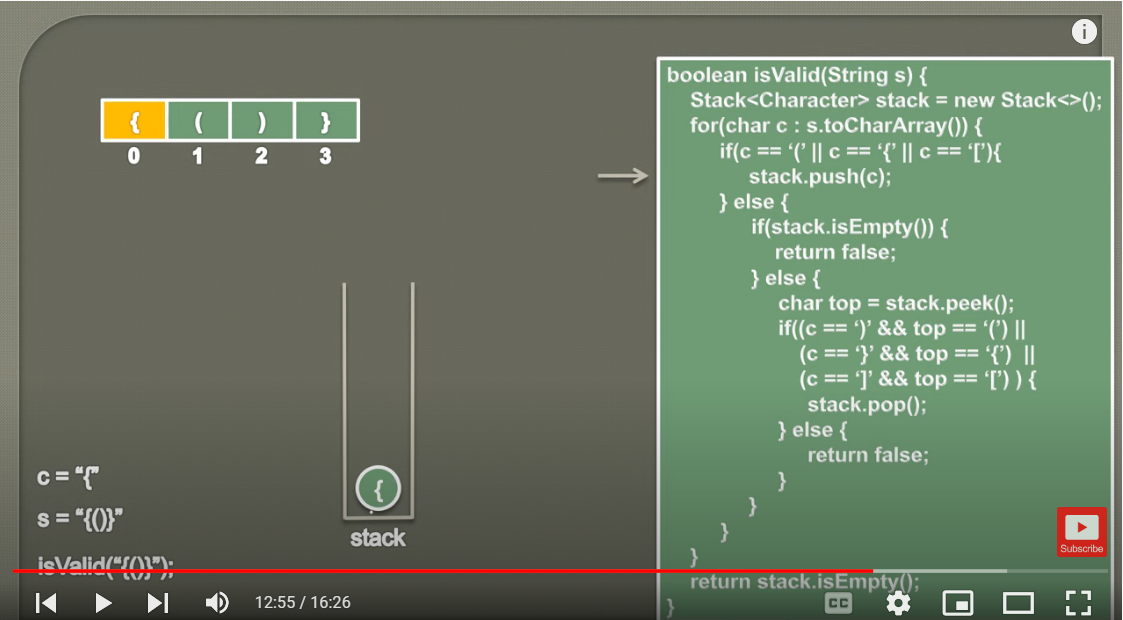 { ( ) }
0 1 2 3
{
stack
c = “{”
s = “{()}”
isValid(“{()}”);
boolean isValid(String s) {
Stack<Character> stack = new Stack<>();
for(char c : s.toCharArray()) {
if(c == ‘(’ || c == ‘{’ || c == ‘[’){
stack.push(c);
} else {
if(stack.isEmpty()) {
return false;
} else {
char top = stack.peek();
if((c == ‘)’ && top == ‘(’) ||
(c == ‘}’ && top == ‘{’) ||
(c == ‘]’ && top == ‘[’) ) {
stack.pop();
} else {
return false;
}
}
}
}
return stack.isEmpty();
}
i
Subscribe
12:55 / 16:26
CC